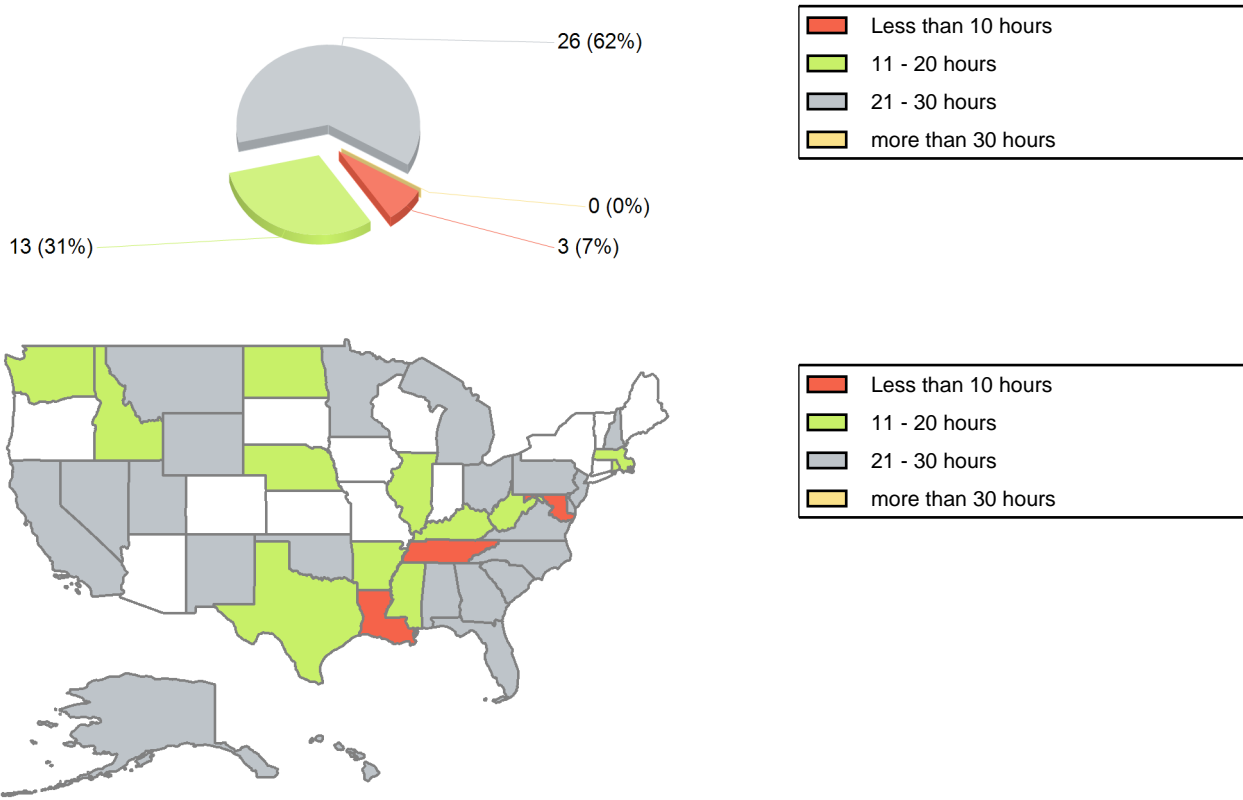 26 (62%)
0 (0%)
3 (7%)
13 (31%)
Less than 10 hours
11 - 20 hours
21 - 30 hours
more than 30 hours
Less than 10 hours
11 - 20 hours
21 - 30 hours
more than 30 hours